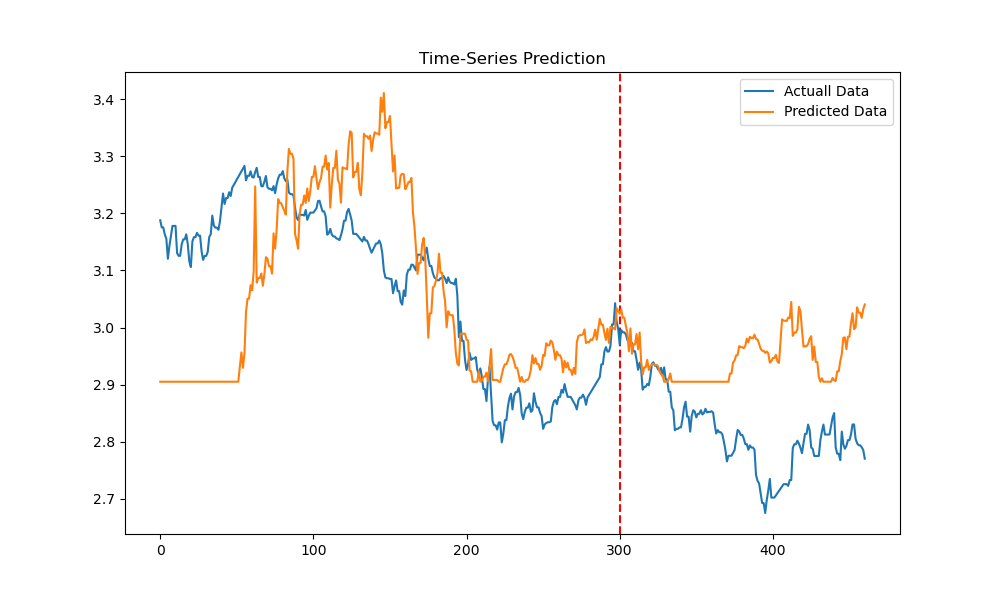 Time-Series Prediction
Actuall Data
Predicted Data
3.4
3.3
3.2
3.1
3.0
2.9
2.8
2.7
0 100 200 300 400